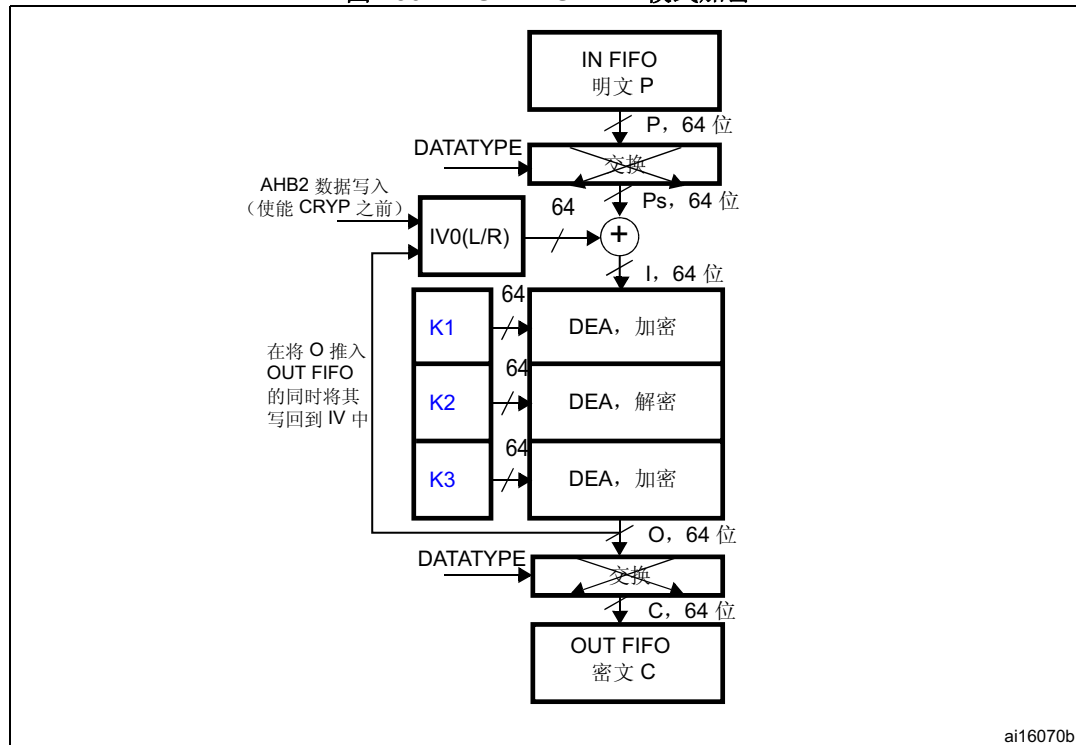 IN FIFO
明文 P
P，64 位
DATATYPE
交换
AHB2 数据写入
（使能 CRYP 之前）
64
Ps，64 位
IV0(L/R)
+
I，64 位
64
K1
DEA，加密
在将 O 推入
OUT FIFO
的同时将其
写回到 IV 中
64
K2
DEA，解密
64
K3
DEA，加密
O，64 位
DATATYPE
交换
C，64 位
OUT FIFO
密文 C
ai16070b